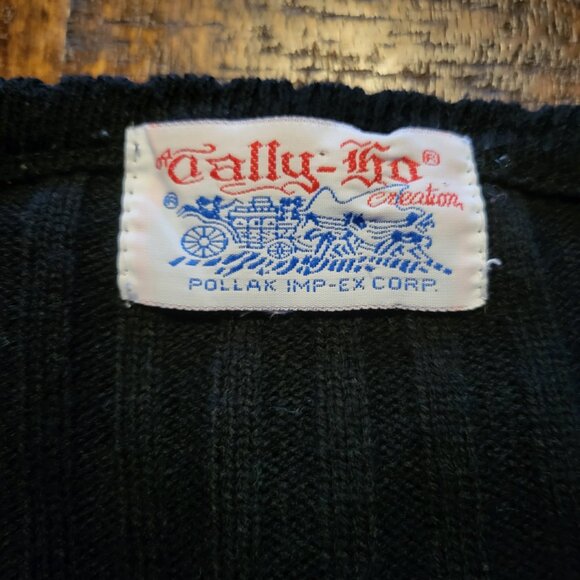 A Tally-Ho®
Creation
®
POLLAK IMP-EX CORP.